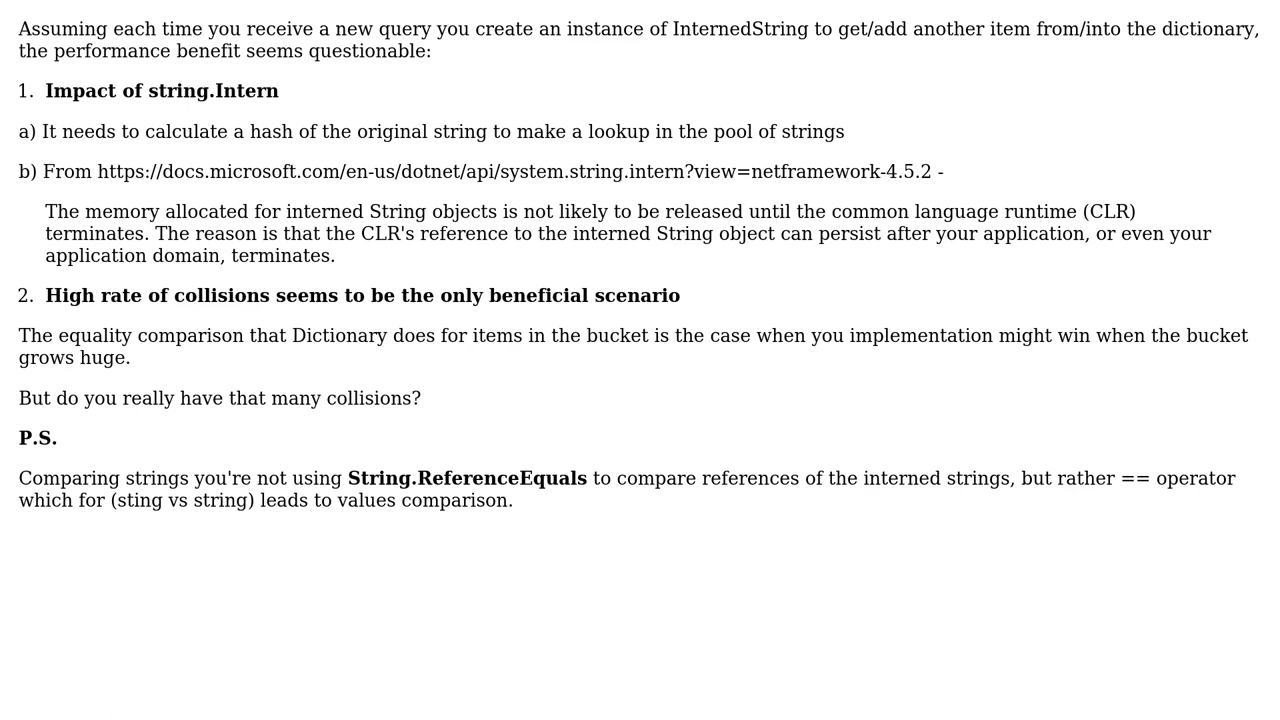 Assuming each time you receive a new query you create an instance of InternedString to get/add another item from/into the dictionary,
the performance benefit seems questionable:
1. Impact of string.Intern
a) It needs to calculate a hash of the original string to make a lookup in the pool of strings
b) From https://docs.microsoft.com/en-us/dotnet/api/system.string.intern?view=netframework-4.5.2 -
The memory allocated for interned String objects is not likely to be released until the common language runtime (CLR)
terminates. The reason is that the CLR's reference to the interned String object can persist after your application, or even your
application domain, terminates.
2. High rate of collisions seems to be the only beneficial scenario
The equality comparison that Dictionary does for items in the bucket is the case when you implementation might win when the bucket
grows huge.
But do you really have that many collisions?
P.S.
Comparing strings you're not using String.ReferenceEquals to compare references of the interned strings, but rather == operator
which for (sting vs string) leads to values comparison.